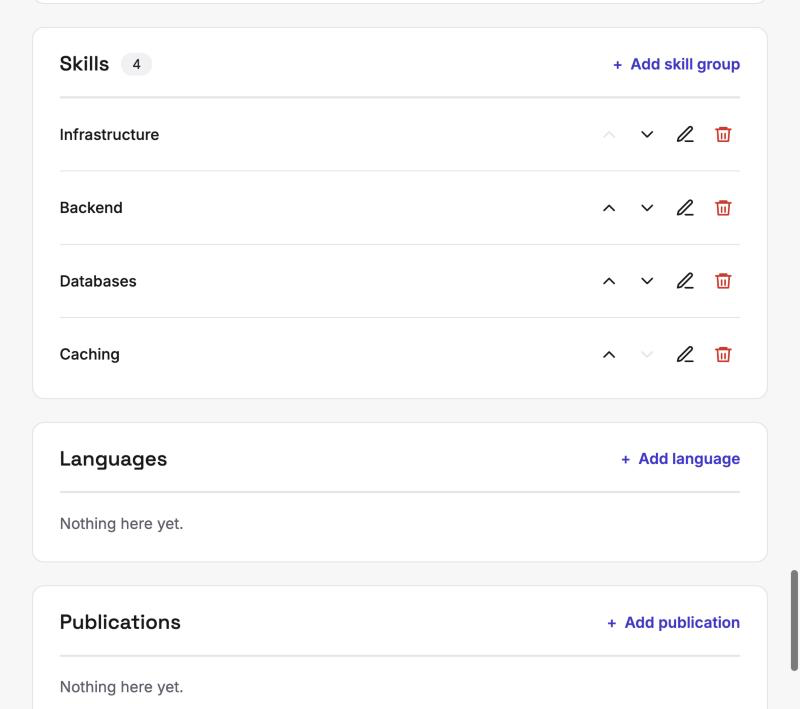 Skills 4 + Add skill group
Infrastructure
Backend
Databases
Caching
Languages + Add language
Nothing here yet.
Publications + Add publication
Nothing here yet.